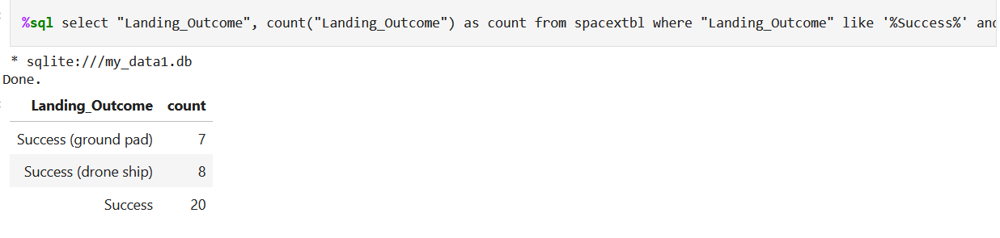 %sql select "Landing_Outcome", count("Landing_Outcome") as count from spacextbl where "Landing_Outcome" like '%Success%' and
* sqlite:///my_data1.db
Done.
Landing_Outcome count
Success (ground pad) 7
Success (drone ship) 8
Success 20